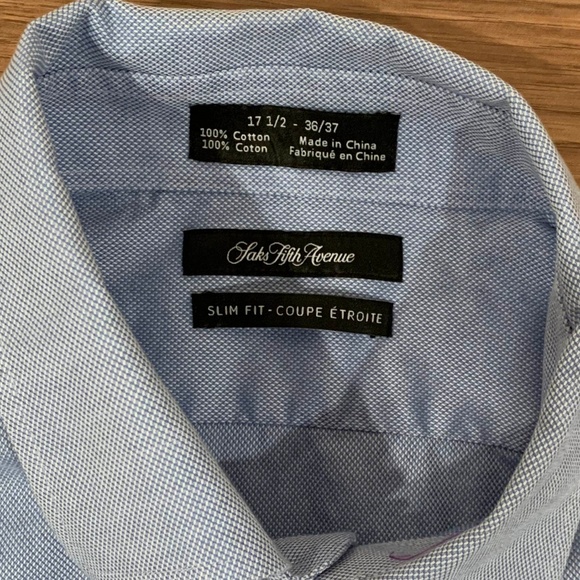 17 1/2 - 36/37
100% Cotton Made in China
100% Coton Fabriqué en Chine
Saks Fifth Avenue
SLIM FIT - COUPE ÉTROITE